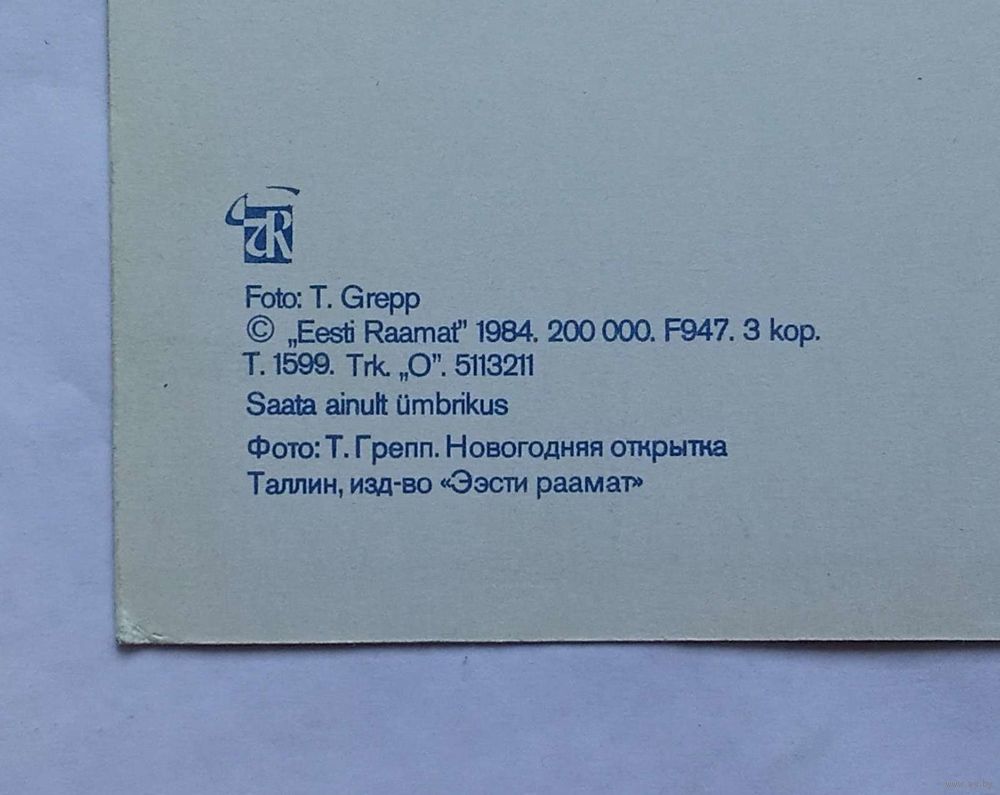 Foto: T. Grepp
© „Eesti Raamat” 1984. 200 000. F947. 3 kop.
T. 1599. Trk. „O”. 5113211
Saata ainult ümbrikus
Фото: Т. Грепп. Новогодняя открытка
Таллин, изд-во «Ээсти раамат»